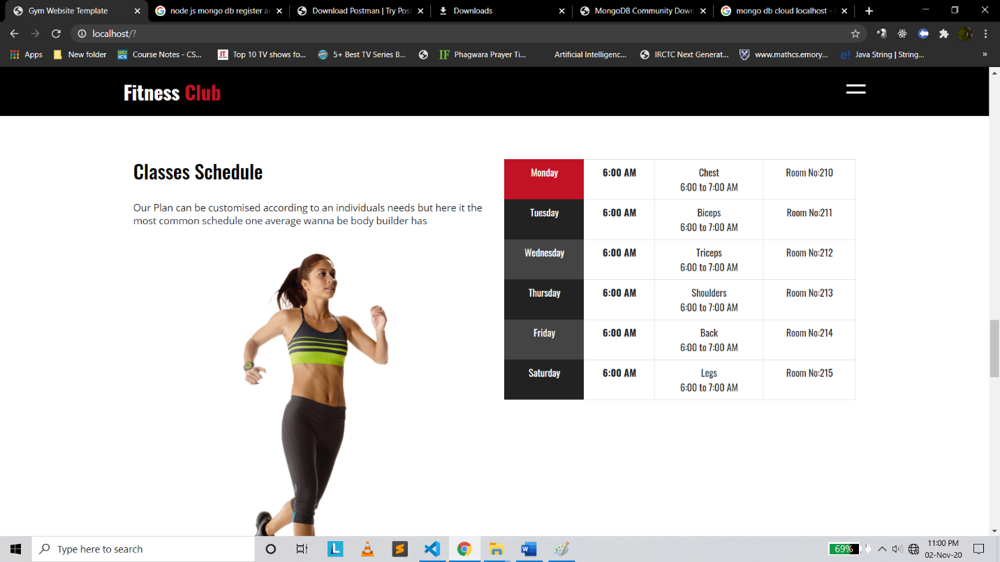 Gym Website Template
node js mongo db register a
Download Postman | Try Pos
Downloads
MongoDB Community Down
mongo db cloud localhost -
localhost/?
Apps
New folder
UCI
ICS
Course Notes - CS...
IT
Top 10 TV shows fo...
5+ Best TV Series B...
IF
Phagwara Prayer Ti...
Artificial Intelligenc...
IRCTC Next Generat...
www.mathcs.emory...
e!
Java String | String...
»
Fitness Club
Classes Schedule
Our Plan can be customised according to an individuals needs but here it the
most common schedule one average wanna be body builder has
Monday 6:00 AM Chest Room No:210
6:00 to 7:00 AM
Tuesday 6:00 AM Biceps Room No:211
6:00 to 7:00 AM
Wednesday 6:00 AM Triceps Room No:212
6:00 to 7:00 AM
Thursday 6:00 AM Shoulders Room No:213
6:00 to 7:00 AM
Friday 6:00 AM Back Room No:214
6:00 to 7:00 AM
Saturday 6:00 AM Legs Room No:215
6:00 to 7:00 AM
Type here to search
L
69%
11:00 PM
02-Nov-20